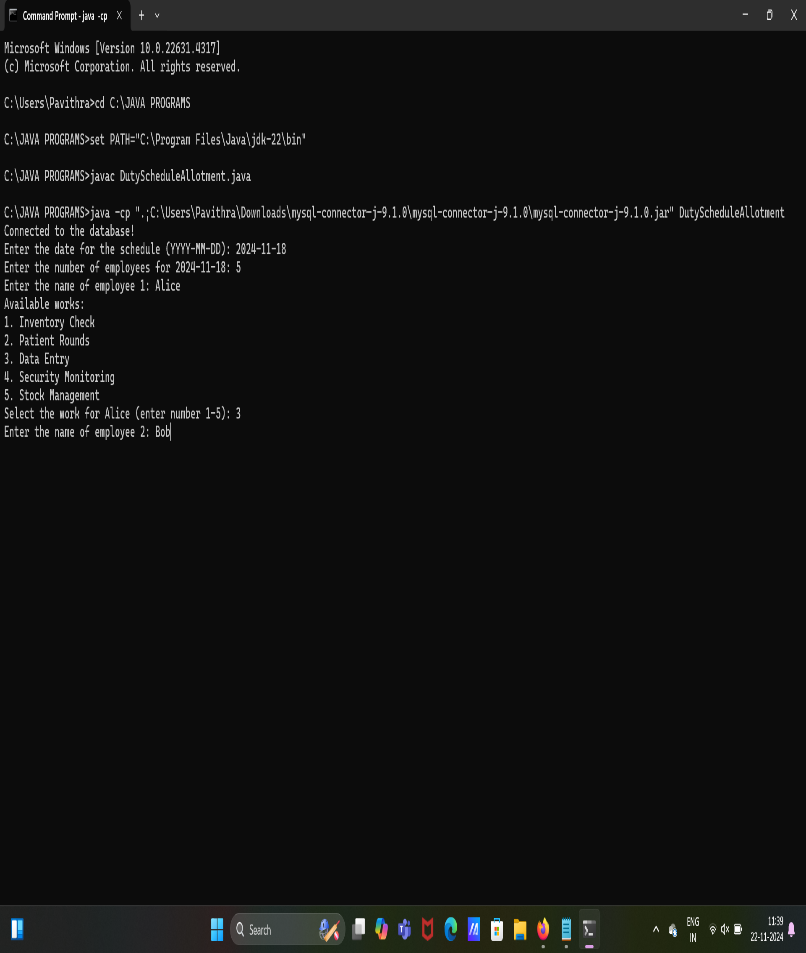 Command Prompt - java -cp
Microsoft Windows [Version 10.0.22631.4317]
(c) Microsoft Corporation. All rights reserved.
C:\Users\Pavithra>cd C:\JAVA PROGRAMS
C:\JAVA PROGRAMS>set PATH="C:\Program Files\Java\jdk-22\bin"
C:\JAVA PROGRAMS>javac DutyScheduleAllotment.java
C:\JAVA PROGRAMS>java -cp ".;C:\Users\Pavithra\Downloads\mysql-connector-j-9.1.0\mysql-connector-j-9.1.0\mysql-connector-j-9.1.0.jar" DutyScheduleAllotment
Connected to the database!
Enter the date for the schedule (YYYY-MM-DD): 2024-11-18
Enter the number of employees for 2024-11-18: 5
Enter the name of employee 1: Alice
Available works:
1. Inventory Check
2. Patient Rounds
3. Data Entry
4. Security Monitoring
5. Stock Management
Select the work for Alice (enter number 1-5): 3
Enter the name of employee 2: Bob
Search
ENG
IN
11:39
22-11-2024